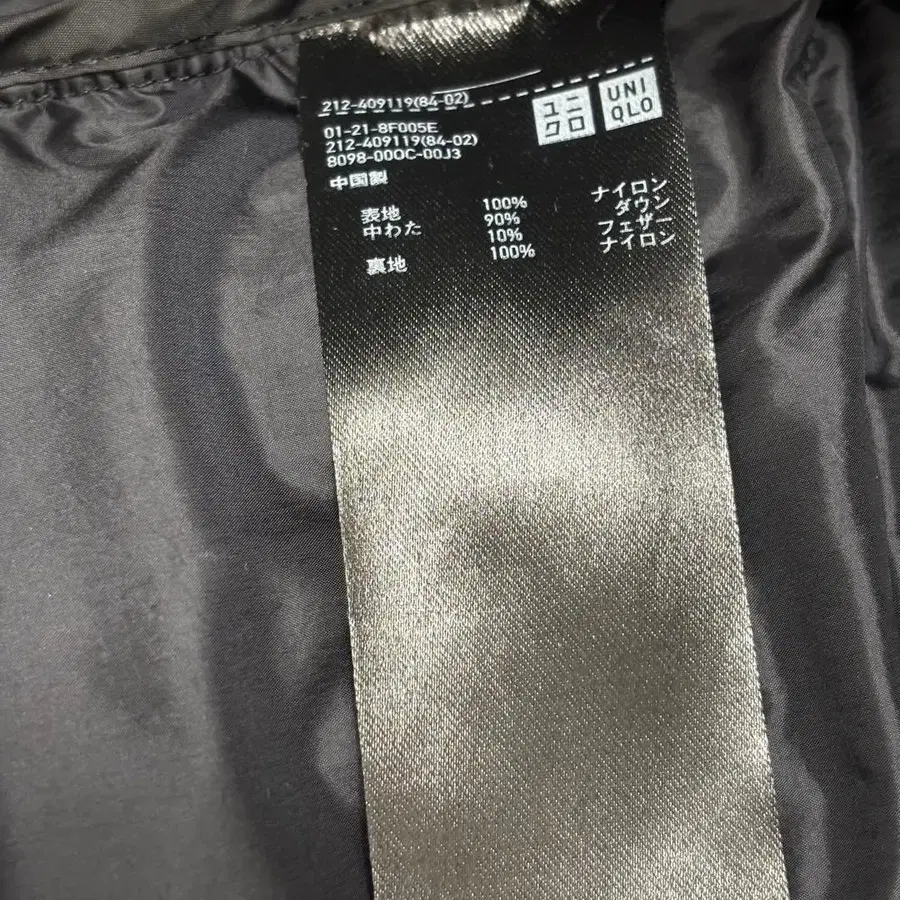 212-409119(84-02)
ユニ
クロ
UNI
QLO
01-21-8F005E
212-409119(84-02)
8098-000C-00J3
中国製
表地 100% ナイロン
中わた 90% ダウン
10% フェザー
裏地 100% ナイロン